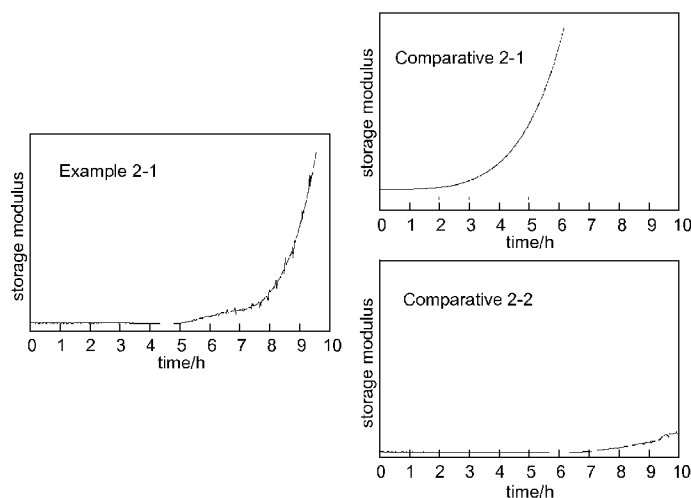 storage modulus
Example 2-1
0 1 2 3 4 5 6 7 8 9 10
time/h
storage modulus
Comparative 2-1
0 1 2 3 4 5 6 7 8 9 10
time/h
storage modulus
Comparative 2-2
0 1 2 3 4 5 6 7 8 9 10
time/h